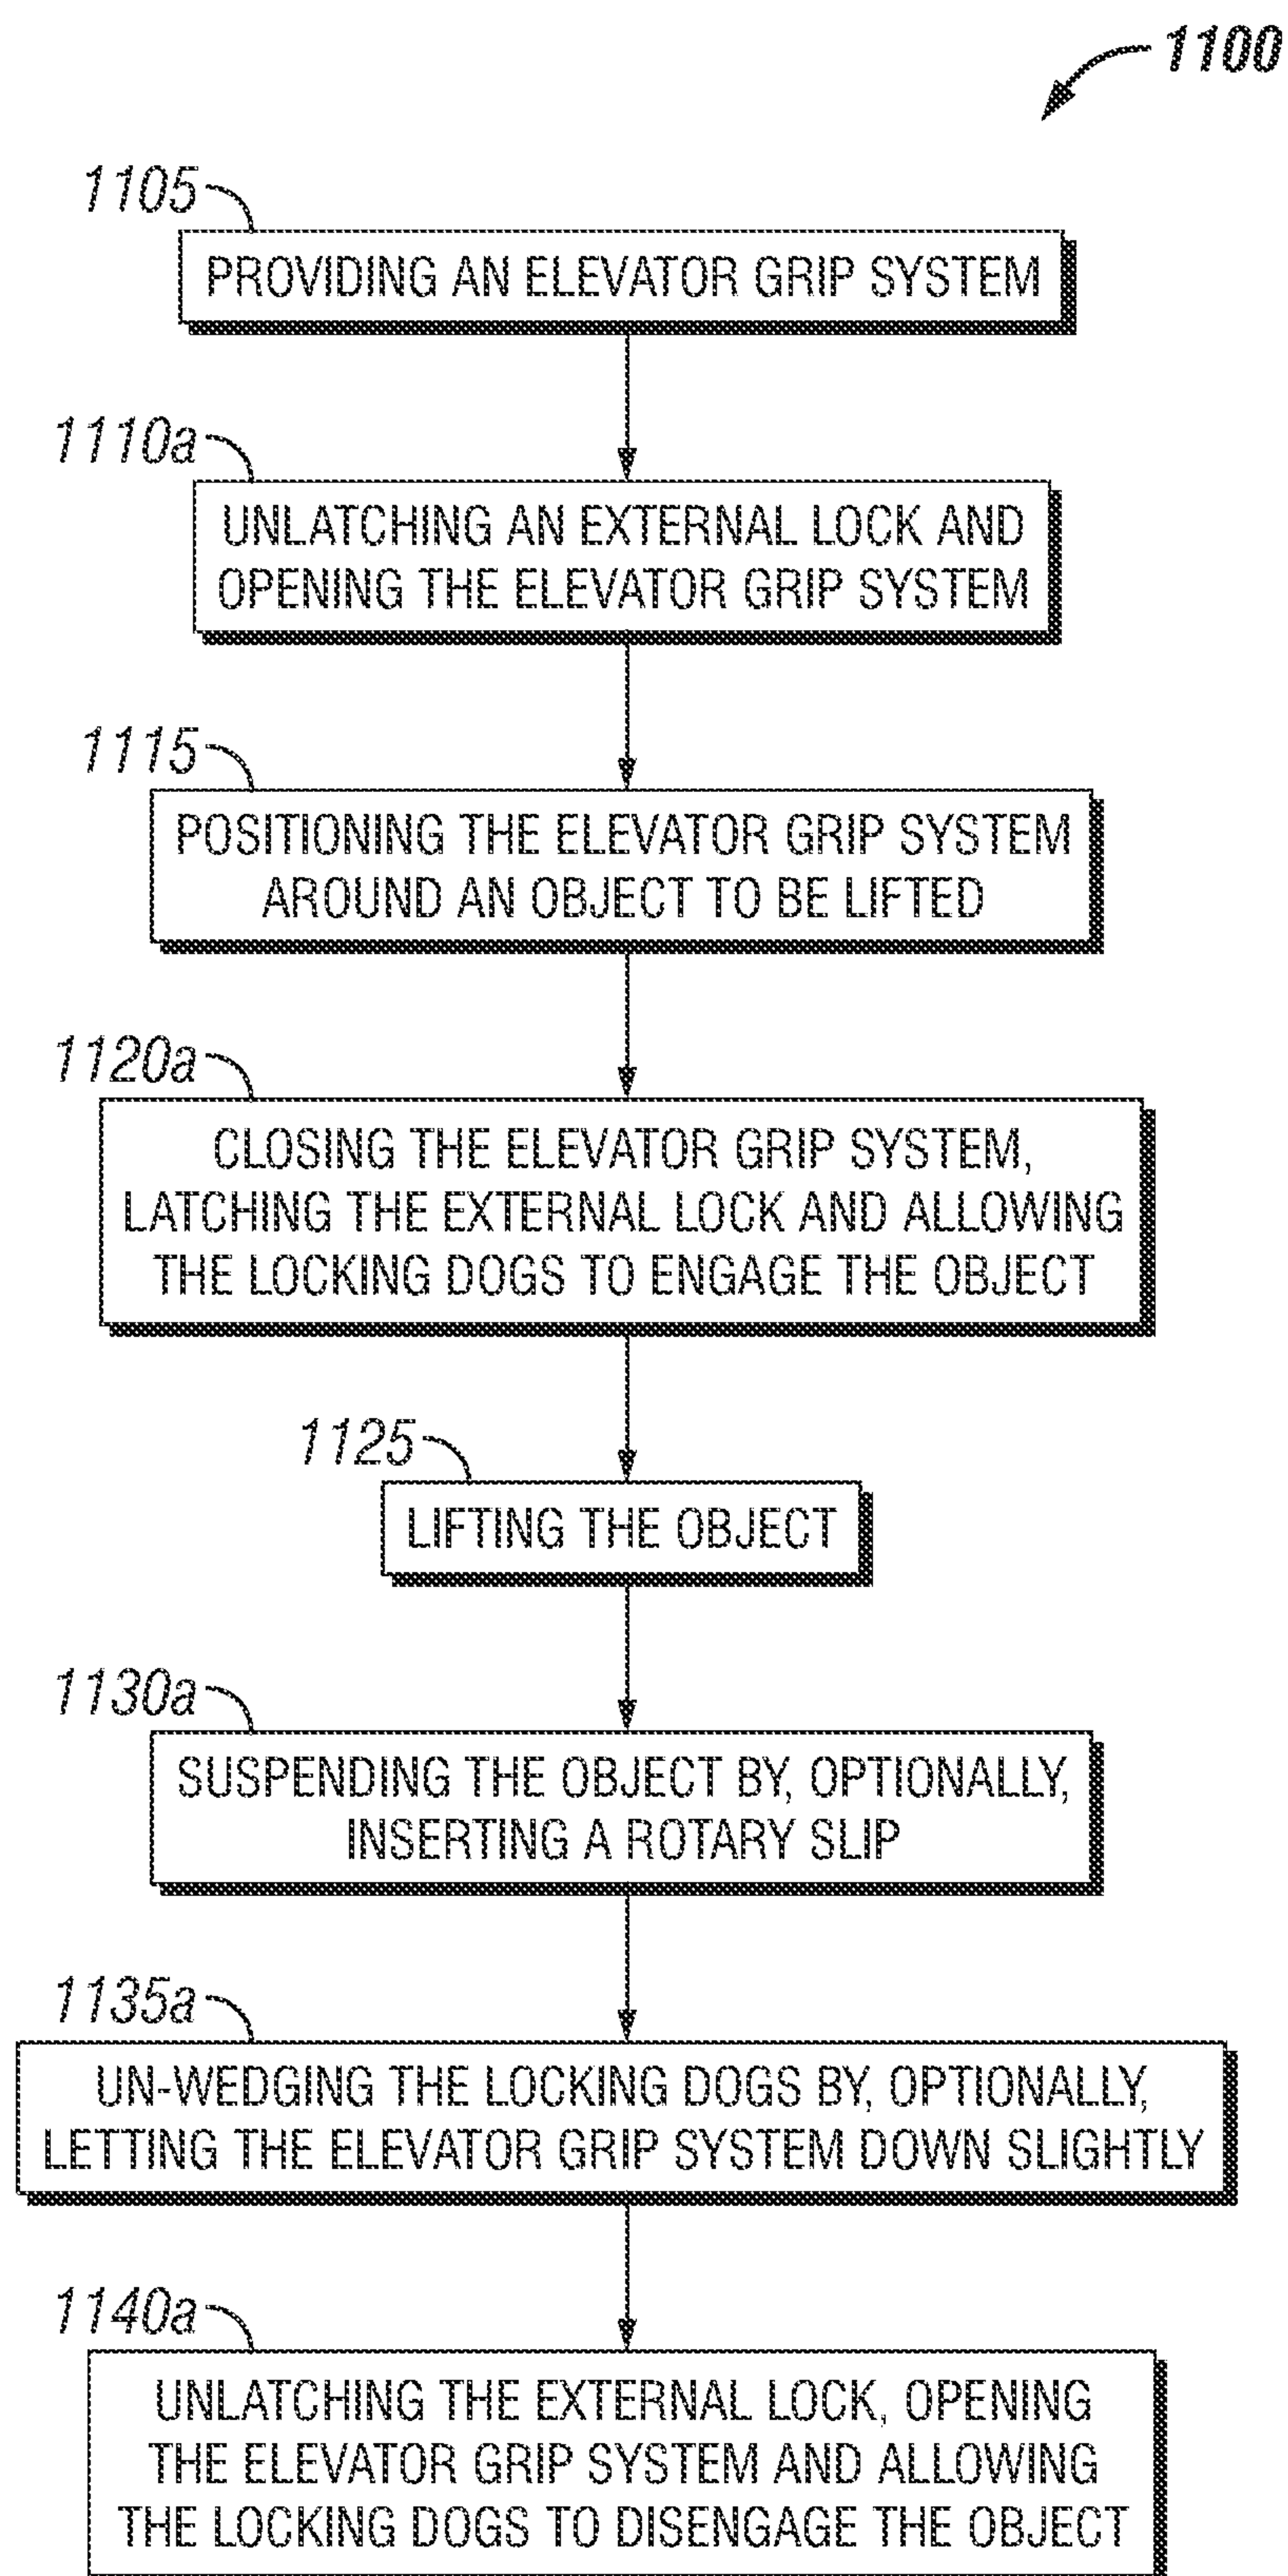 1100
1105
PROVIDING AN ELEVATOR GRIP SYSTEM
1110a
UNLATCHING AN EXTERNAL LOCK AND
OPENING THE ELEVATOR GRIP SYSTEM
1115
POSITIONING THE ELEVATOR GRIP SYSTEM
AROUND AN OBJECT TO BE LIFTED
1120a
CLOSING THE ELEVATOR GRIP SYSTEM,
LATCHING THE EXTERNAL LOCK AND ALLOWING
THE LOCKING DOGS TO ENGAGE THE OBJECT
1125
LIFTING THE OBJECT
1130a
SUSPENDING THE OBJECT BY, OPTIONALLY,
INSERTING A ROTARY SLIP
1135a
UN-WEDGING THE LOCKING DOGS BY, OPTIONALLY,
LETTING THE ELEVATOR GRIP SYSTEM DOWN SLIGHTLY
1140a
UNLATCHING THE EXTERNAL LOCK, OPENING
THE ELEVATOR GRIP SYSTEM AND ALLOWING
THE LOCKING DOGS TO DISENGAGE THE OBJECT